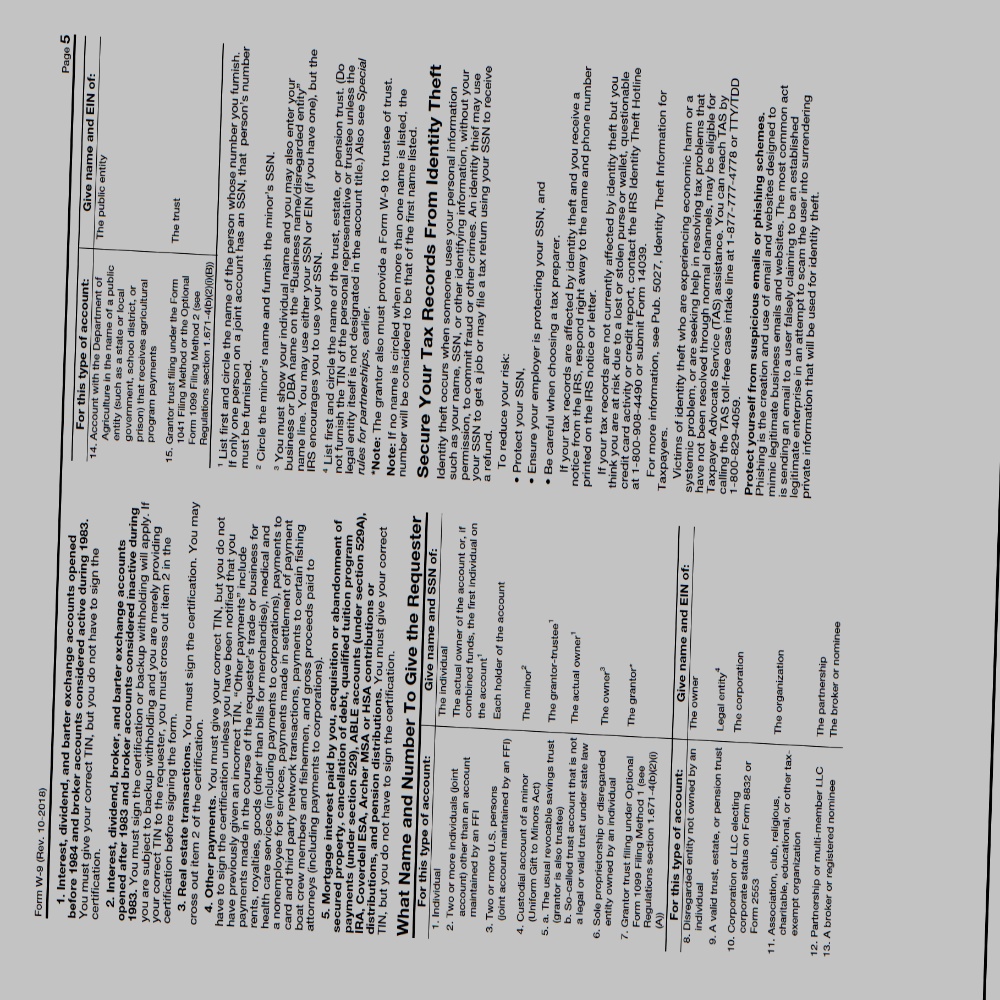 Form W-9 (Rev. 10-2018)
Page 5
1. Interest, dividend, and barter exchange accounts opened
before 1984 and broker accounts considered active during 1983.
You must give your correct TIN, but you do not have to sign the
certification.
2. Interest, dividend, broker, and barter exchange accounts
opened after 1983 and broker accounts considered inactive during
1983. You must sign the certification or backup withholding will apply. If
you are subject to backup withholding and you are merely providing
your correct TIN to the requester, you must cross out item 2 in the
certification before signing the form.
3. Real estate transactions. You must sign the certification. You may
cross out item 2 of the certification.
4. Other payments. You must give your correct TIN, but you do not
have to sign the certification unless you have been notified that you
have previously given an incorrect TIN. “Other payments” include
payments made in the course of the requester's trade or business for
rents, royalties, goods (other than bills for merchandise), medical and
health care services (including payments to corporations), payments to
a nonemployee for services, payments made in settlement of payment
card and third party network transactions, payments to certain fishing
boat crew members and fishermen, and gross proceeds paid to
attorneys (including payments to corporations).
5. Mortgage interest paid by you, acquisition or abandonment of
secured property, cancellation of debt, qualified tuition program
payments (under section 529), ABLE accounts (under section 529A),
IRA, Coverdell ESA, Archer MSA or HSA contributions or
distributions, and pension distributions. You must give your correct
TIN, but you do not have to sign the certification.
What Name and Number To Give the Requester
For this type of account: Give name and SSN of:
1. Individual The individual
2. Two or more individuals (joint The actual owner of the account or, if
account) other than an account combined funds, the first individual on
maintained by an FFI the account¹
3. Two or more U.S. persons Each holder of the account
(joint account maintained by an FFI)
4. Custodial account of a minor The minor²
(Uniform Gift to Minors Act)
5. a. The usual revocable savings trust The grantor-trustee¹
(grantor is also trustee)
b. So-called trust account that is not The actual owner¹
a legal or valid trust under state law
6. Sole proprietorship or disregarded The owner³
entity owned by an individual
7. Grantor trust filing under Optional The grantor*
Form 1099 Filing Method 1 (see
Regulations section 1.671-4(b)(2)(i)
(A))
For this type of account: Give name and EIN of:
8. Disregarded entity not owned by an The owner
individual
9. A valid trust, estate, or pension trust Legal entity⁴
10. Corporation or LLC electing The corporation
corporate status on Form 8832 or
Form 2553
11. Association, club, religious, The organization
charitable, educational, or other tax-
exempt organization
12. Partnership or multi-member LLC The partnership
13. A broker or registered nominee The broker or nominee
For this type of account: Give name and EIN of:
14. Account with the Department of The public entity
Agriculture in the name of a public
entity (such as a state or local
government, school district, or
prison) that receives agricultural
program payments
15. Grantor trust filing under the Form The trust
1041 Filing Method or the Optional
Form 1099 Filing Method 2 (see
Regulations section 1.671-4(b)(2)(i)(B))
¹ List first and circle the name of the person whose number you furnish.
If only one person on a joint account has an SSN, that person's number
must be furnished.
² Circle the minor's name and furnish the minor's SSN.
³ You must show your individual name and you may also enter your
business or DBA name on the “Business name/disregarded entity”
name line. You may use either your SSN or EIN (if you have one), but the
IRS encourages you to use your SSN.
⁴ List first and circle the name of the trust, estate, or pension trust. (Do
not furnish the TIN of the personal representative or trustee unless the
legal entity itself is not designated in the account title.) Also see Special
rules for partnerships, earlier.
*Note: The grantor also must provide a Form W-9 to trustee of trust.
Note: If no name is circled when more than one name is listed, the
number will be considered to be that of the first name listed.
Secure Your Tax Records From Identity Theft
Identity theft occurs when someone uses your personal information
such as your name, SSN, or other identifying information, without your
permission, to commit fraud or other crimes. An identity thief may use
your SSN to get a job or may file a tax return using your SSN to receive
a refund.
To reduce your risk:
• Protect your SSN,
• Ensure your employer is protecting your SSN, and
• Be careful when choosing a tax preparer.
If your tax records are affected by identity theft and you receive a
notice from the IRS, respond right away to the name and phone number
printed on the IRS notice or letter.
If your tax records are not currently affected by identity theft but you
think you are at risk due to a lost or stolen purse or wallet, questionable
credit card activity or credit report, contact the IRS Identity Theft Hotline
at 1-800-908-4490 or submit Form 14039.
For more information, see Pub. 5027, Identity Theft Information for
Taxpayers.
Victims of identity theft who are experiencing economic harm or a
systemic problem, or are seeking help in resolving tax problems that
have not been resolved through normal channels, may be eligible for
Taxpayer Advocate Service (TAS) assistance. You can reach TAS by
calling the TAS toll-free case intake line at 1-877-777-4778 or TTY/TDD
1-800-829-4059.
Protect yourself from suspicious emails or phishing schemes.
Phishing is the creation and use of email and websites designed to
mimic legitimate business emails and websites. The most common act
is sending an email to a user falsely claiming to be an established
legitimate enterprise in an attempt to scam the user into surrendering
private information that will be used for identity theft.